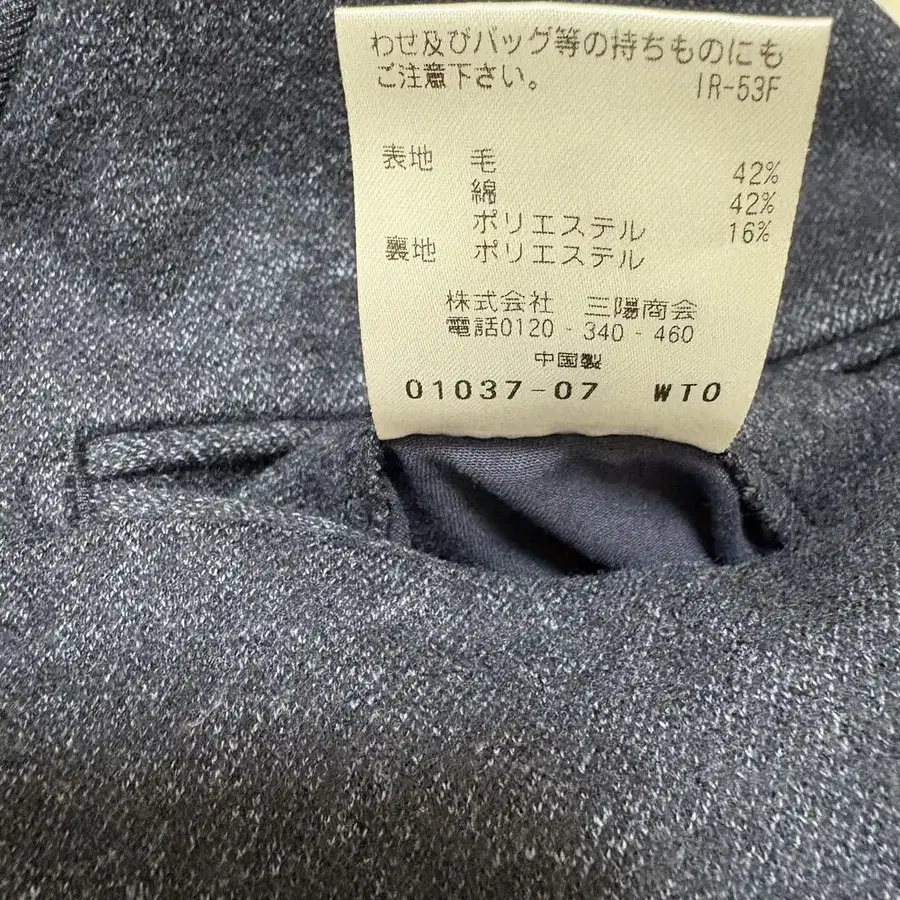 わせ及びバッグ等の持ちものにも
ご注意下さい。
IR-53F
表地 毛 42%
綿 42%
ポリエステル 16%
裏地 ポリエステル
株式会社 三陽商会
電話0120-340-460
中国製
01037-07 WTO